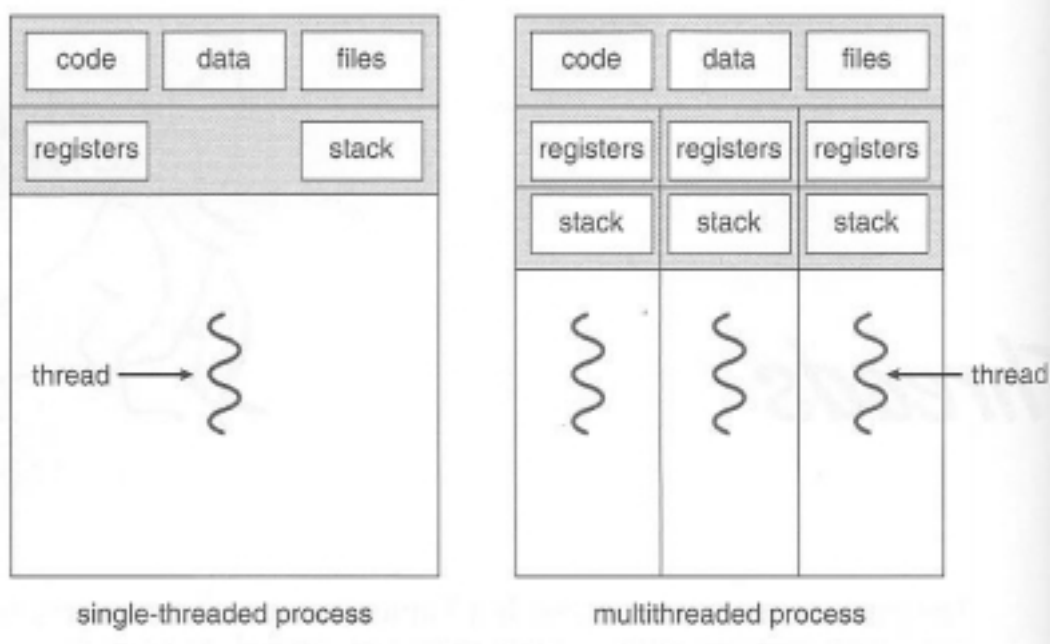 code data files
registers stack
thread
single-threaded process
code data files
registers registers registers
stack stack stack
thread
multithreaded process